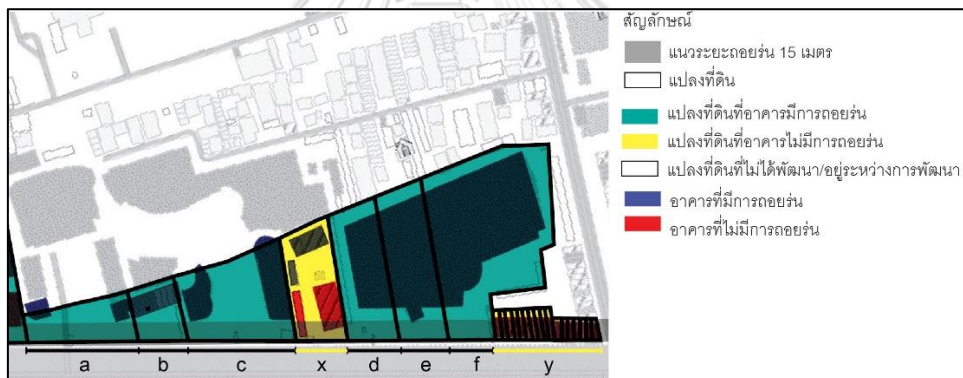 สัญลักษณ์
แนวระยะถอยร่น 15 เมตร
แปลงที่ดิน
แปลงที่ดินที่อาคารมีการถอยร่น
แปลงที่ดินที่อาคารไม่มีการถอยร่น
แปลงที่ดินที่ไม่ได้พัฒนา/อยู่ระหว่างการพัฒนา
อาคารที่มีการถอยร่น
อาคารที่ไม่มีการถอยร่น
a b c x d e f y